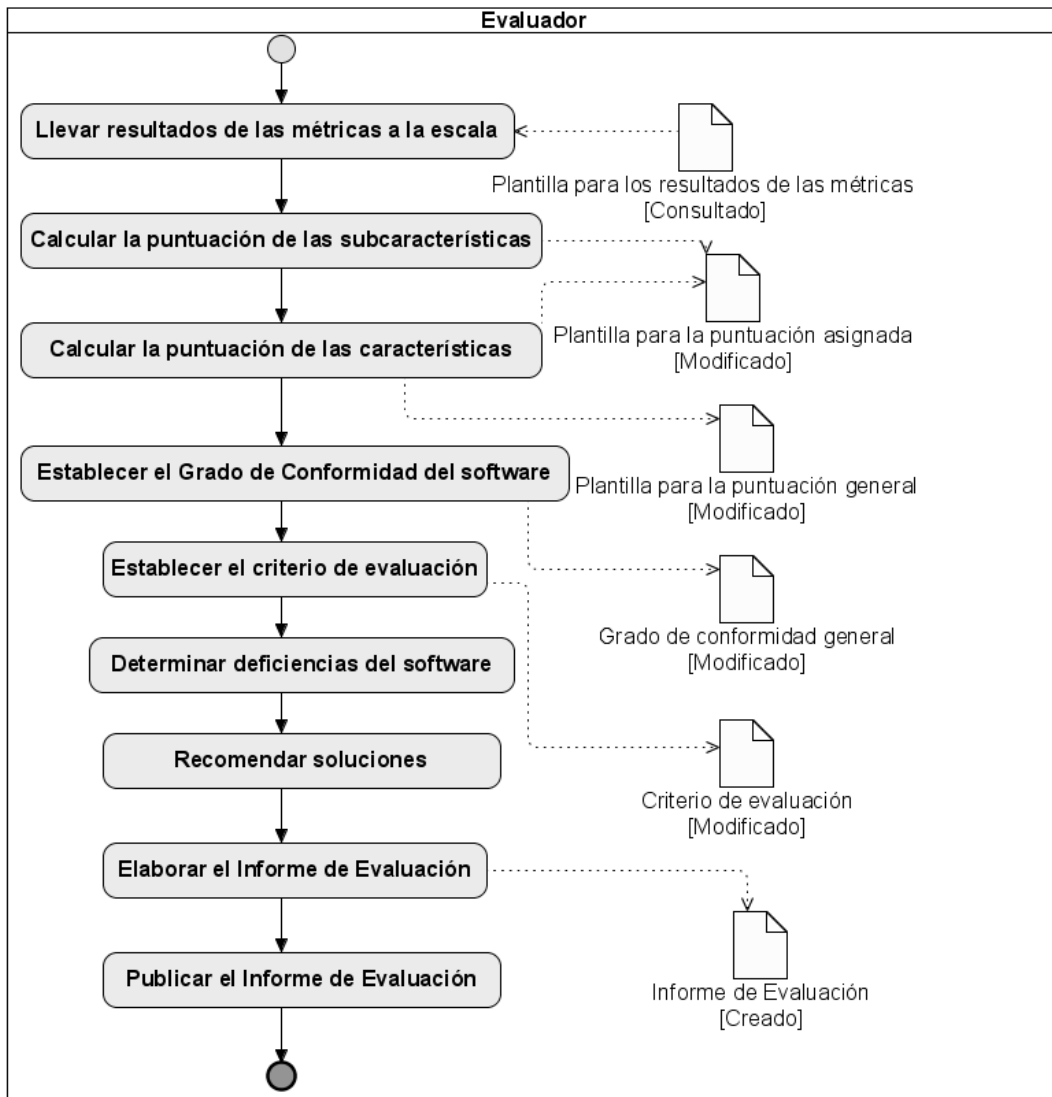 Evaluador
Llevar resultados de las métricas a la escala
Plantilla para los resultados de las métricas
[Consultado]
Calcular la puntuación de las subcaracterísticas
Plantilla para la puntuación asignada
[Modificado]
Calcular la puntuación de las características
Plantilla para la puntuación general
[Modificado]
Establecer el Grado de Conformidad del software
Grado de conformidad general
[Modificado]
Establecer el criterio de evaluación
Determinar deficiencias del software
Recomendar soluciones
Criterio de evaluación
[Modificado]
Elaborar el Informe de Evaluación
Informe de Evaluación
[Creado]
Publicar el Informe de Evaluación